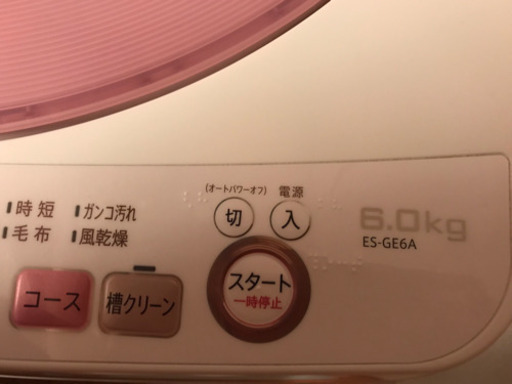 (オートパワーオフ) 電源
切 入
時短 ガンコ汚れ
毛布 風乾燥
6.0kg
ES-GE6A
コース 槽クリーン
スタート
一時停止